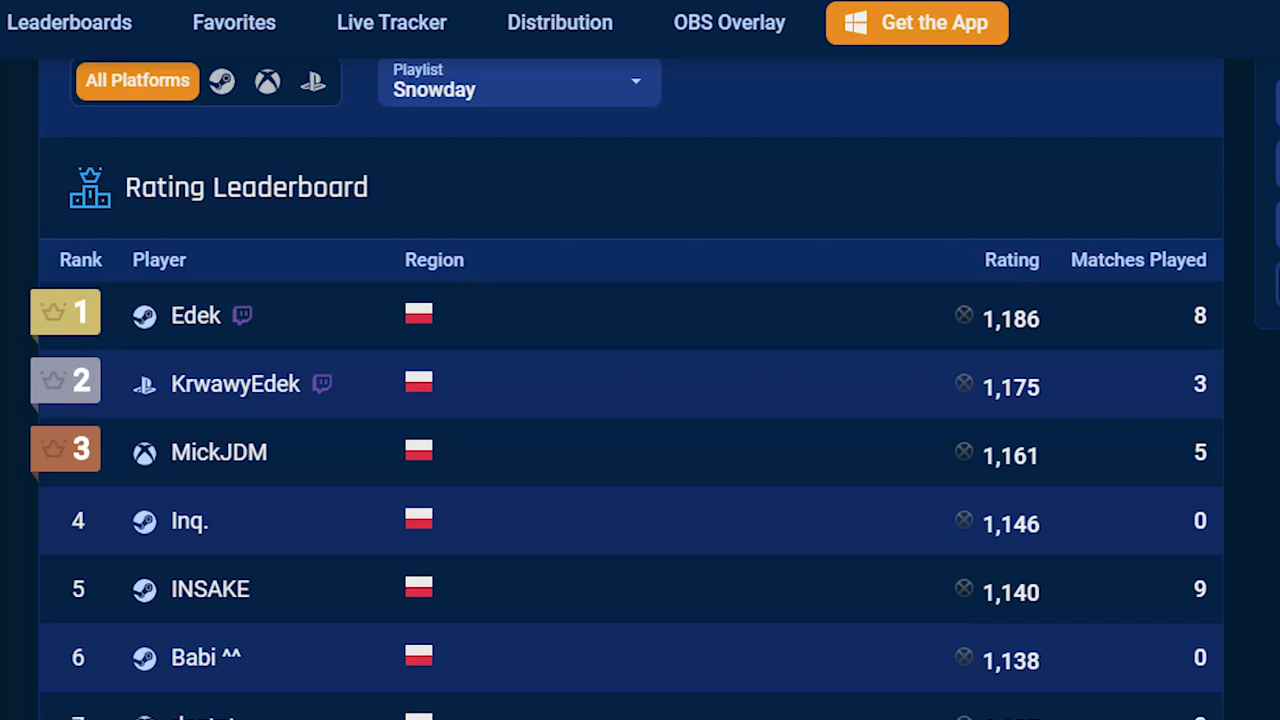 Leaderboards Favorites Live Tracker Distribution OBS Overlay Get the App
All Platforms
Playlist
Snowday
Rating Leaderboard
Rank Player Region Rating Matches Played
1 Edek 1,186 8
2 KrwawyEdek 1,175 3
3 MickJDM 1,161 5
4 Inq. 1,146 0
5 INSAKE 1,140 9
6 Babi ^^ 1,138 0